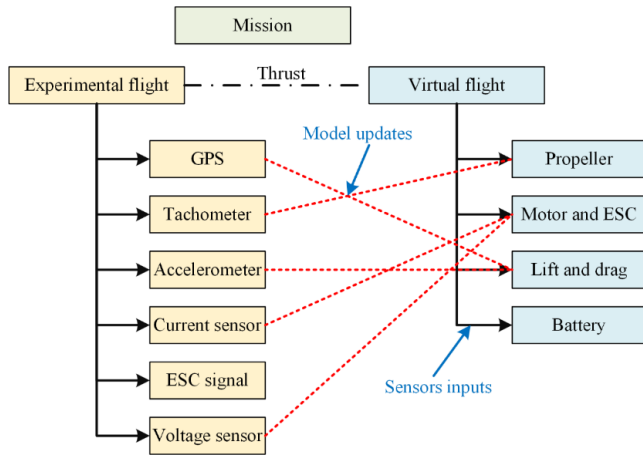 Mission
Experimental flight
Thrust
Virtual flight
Model updates
GPS
Propeller
Tachometer
Motor and ESC
Accelerometer
Lift and drag
Current sensor
Battery
ESC signal
Sensors inputs
Voltage sensor